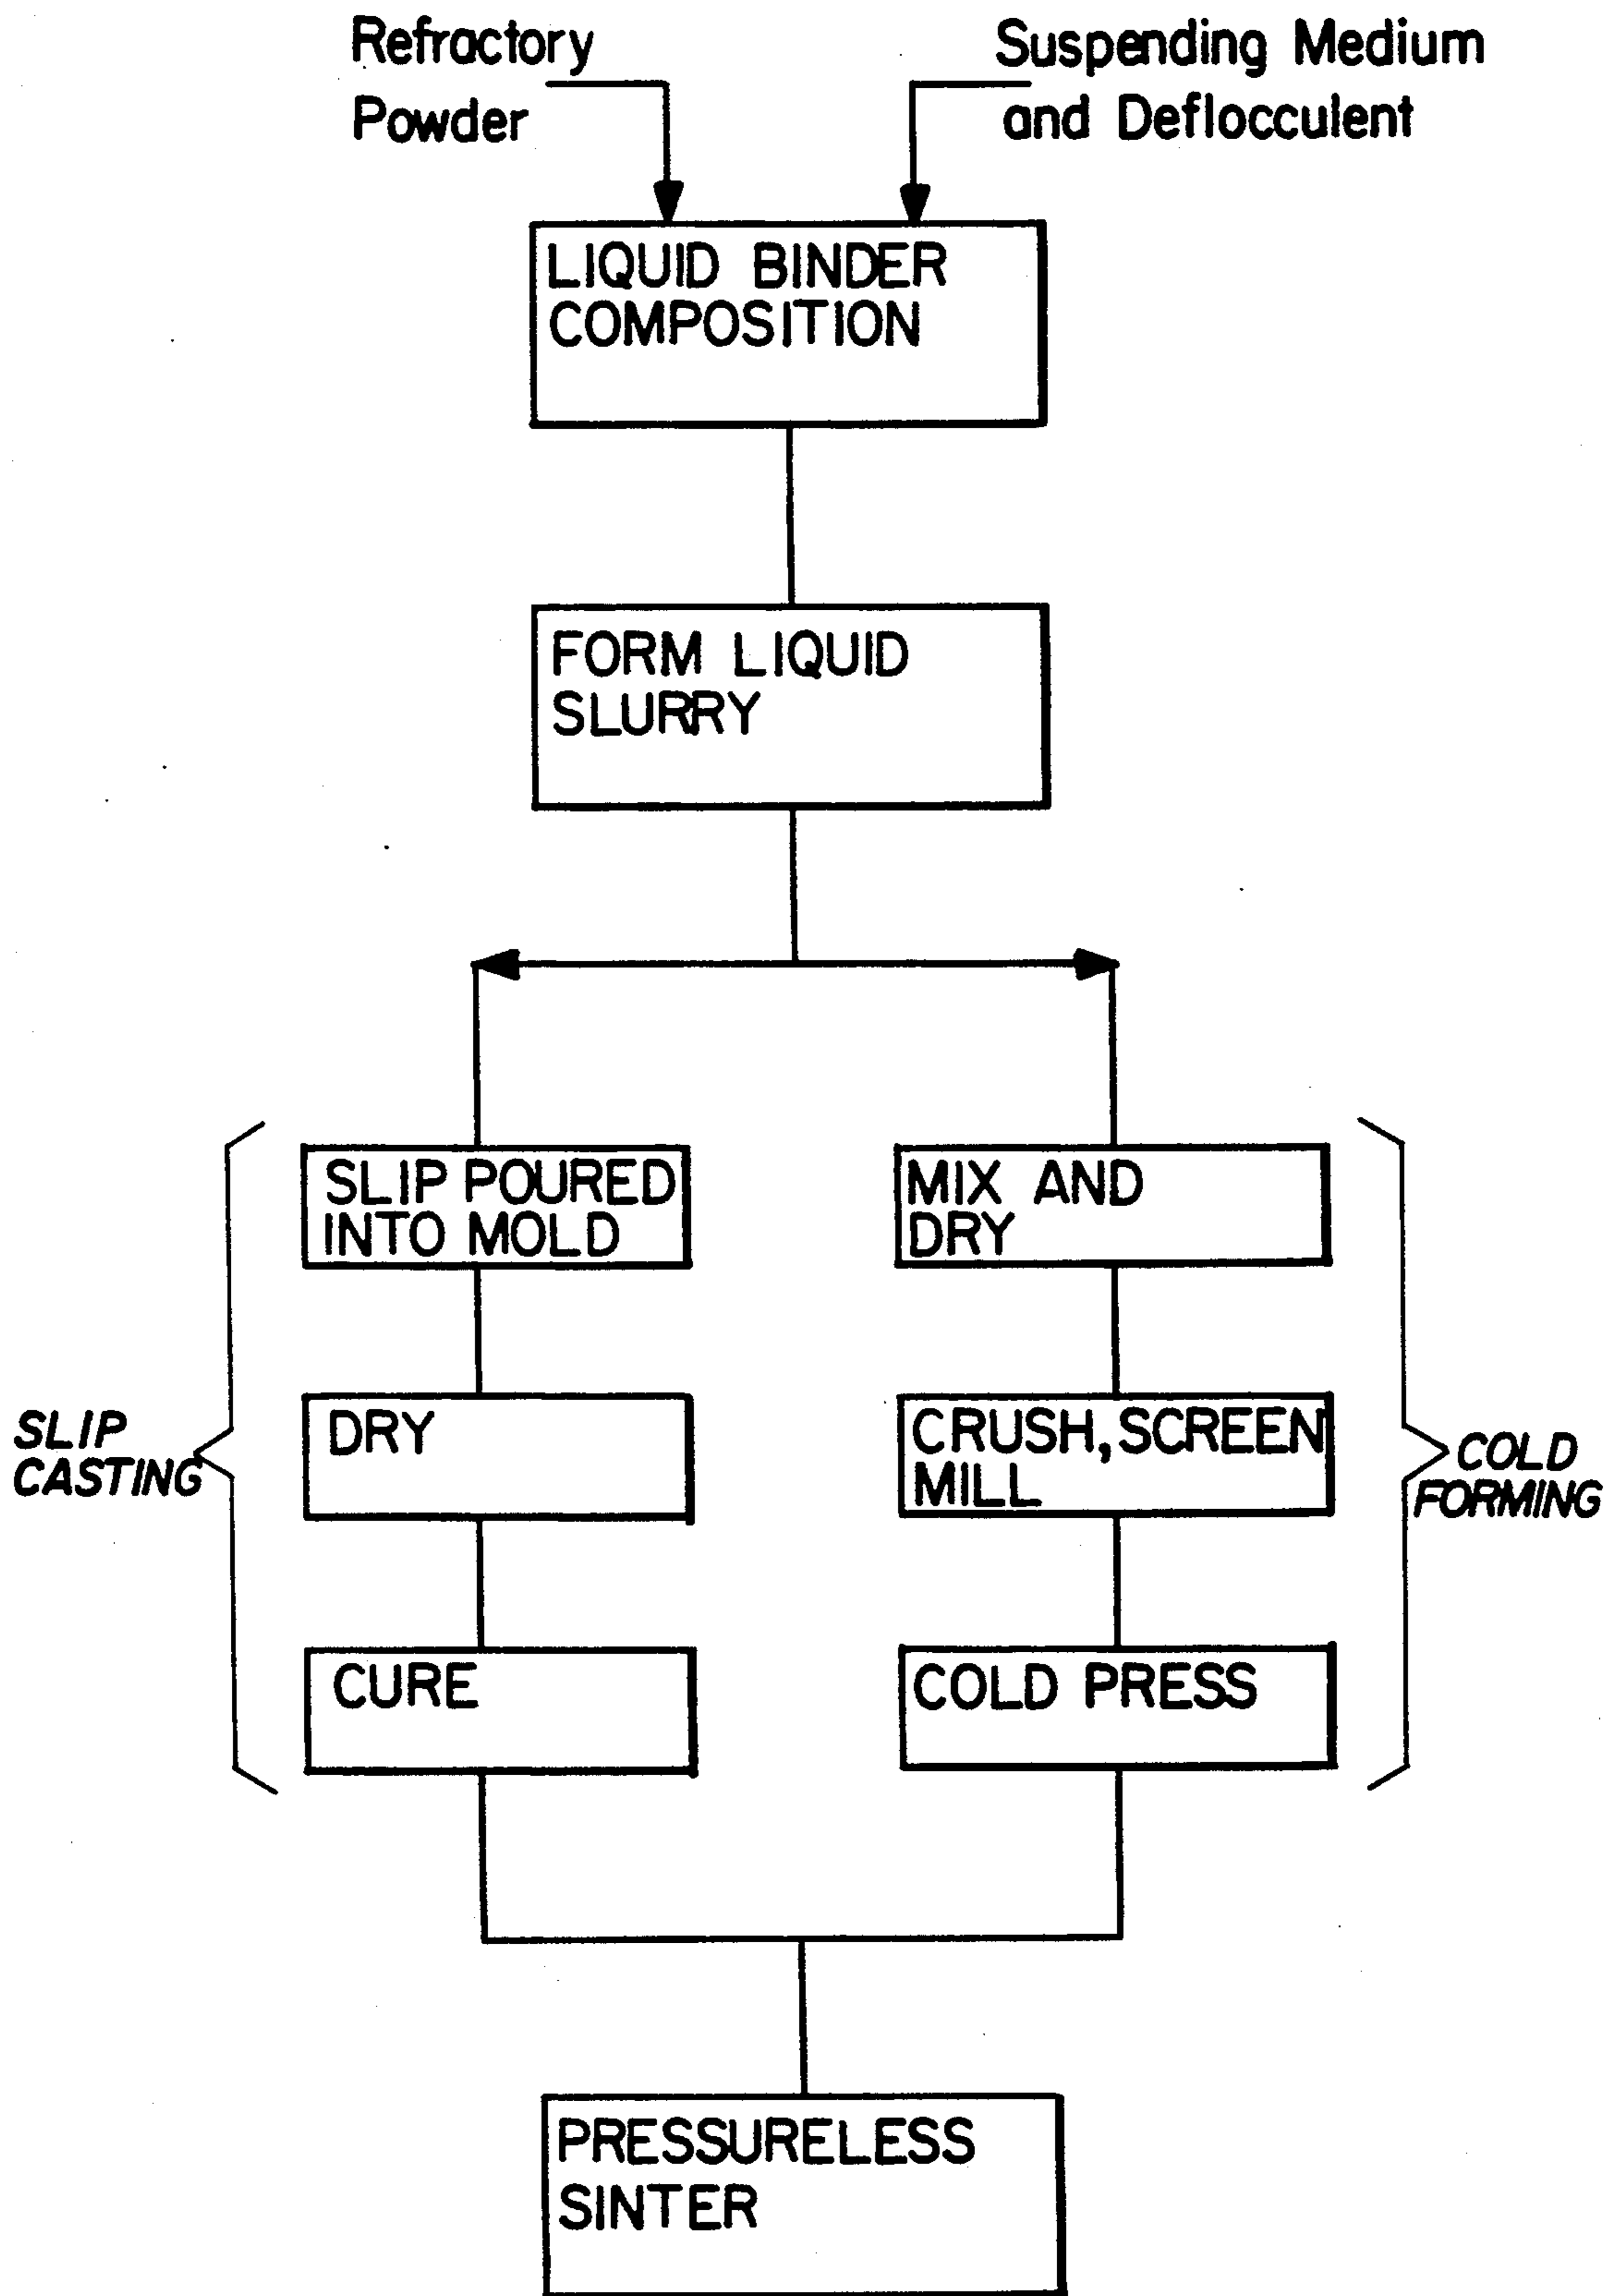 Refractory
Powder
Suspending Medium
and Deflocculent
LIQUID BINDER
COMPOSITION
FORM LIQUID
SLURRY
SLIP CASTING
SLIP POURED
INTO MOLD
DRY
CURE
MIX AND
DRY
CRUSH, SCREEN
MILL
COLD PRESS
COLD
FORMING
PRESSURELESS
SINTER